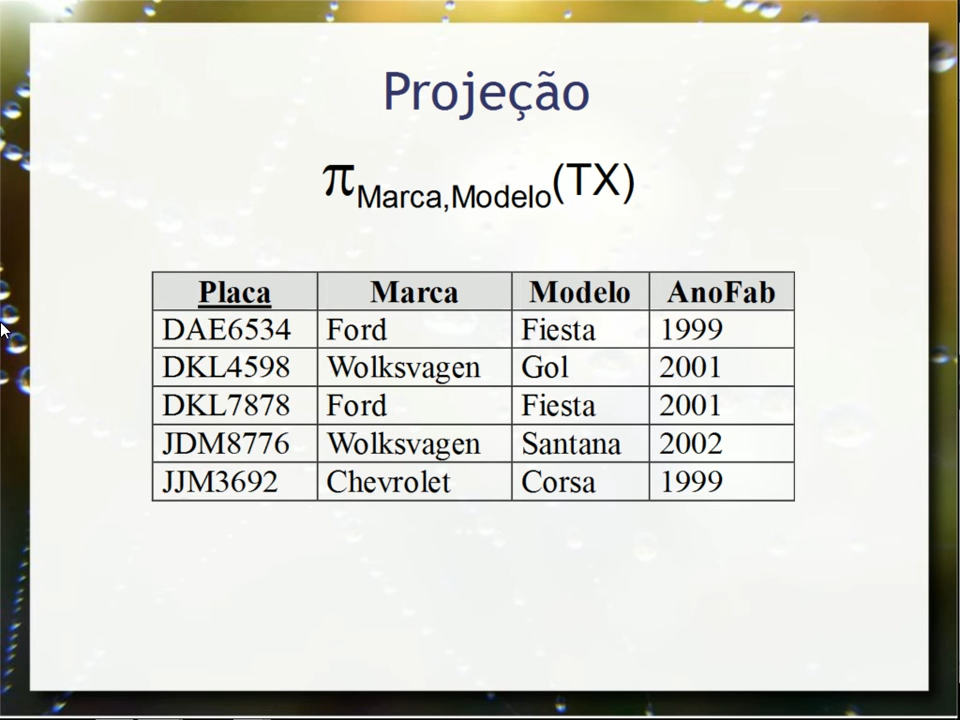 Projeção
πMarca,Modelo(TX)
Placa Marca Modelo AnoFab
DAE6534 Ford Fiesta 1999
DKL4598 Wolksvagen Gol 2001
DKL7878 Ford Fiesta 2001
JDM8776 Wolksvagen Santana 2002
JJM3692 Chevrolet Corsa 1999